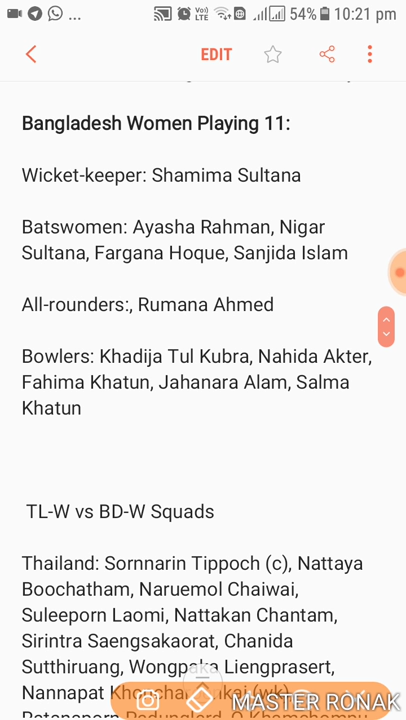 ... Vo)) LTE 54% 10:21 pm
EDIT
Bangladesh Women Playing 11:
Wicket-keeper: Shamima Sultana
Batswomen: Ayasha Rahman, Nigar
Sultana, Fargana Hoque, Sanjida Islam
All-rounders:, Rumana Ahmed
Bowlers: Khadija Tul Kubra, Nahida Akter,
Fahima Khatun, Jahanara Alam, Salma
Khatun
TL-W vs BD-W Squads
Thailand: Sornnarin Tippoch (c), Nattaya
Boochatham, Naruemol Chaiwai,
Suleeporn Laomi, Nattakan Chantam,
Sirintra Saengsakaorat, Chanida
Sutthiruang, Wongpaka Liengprasert,
Nannapat (wk)
MASTER RONAK